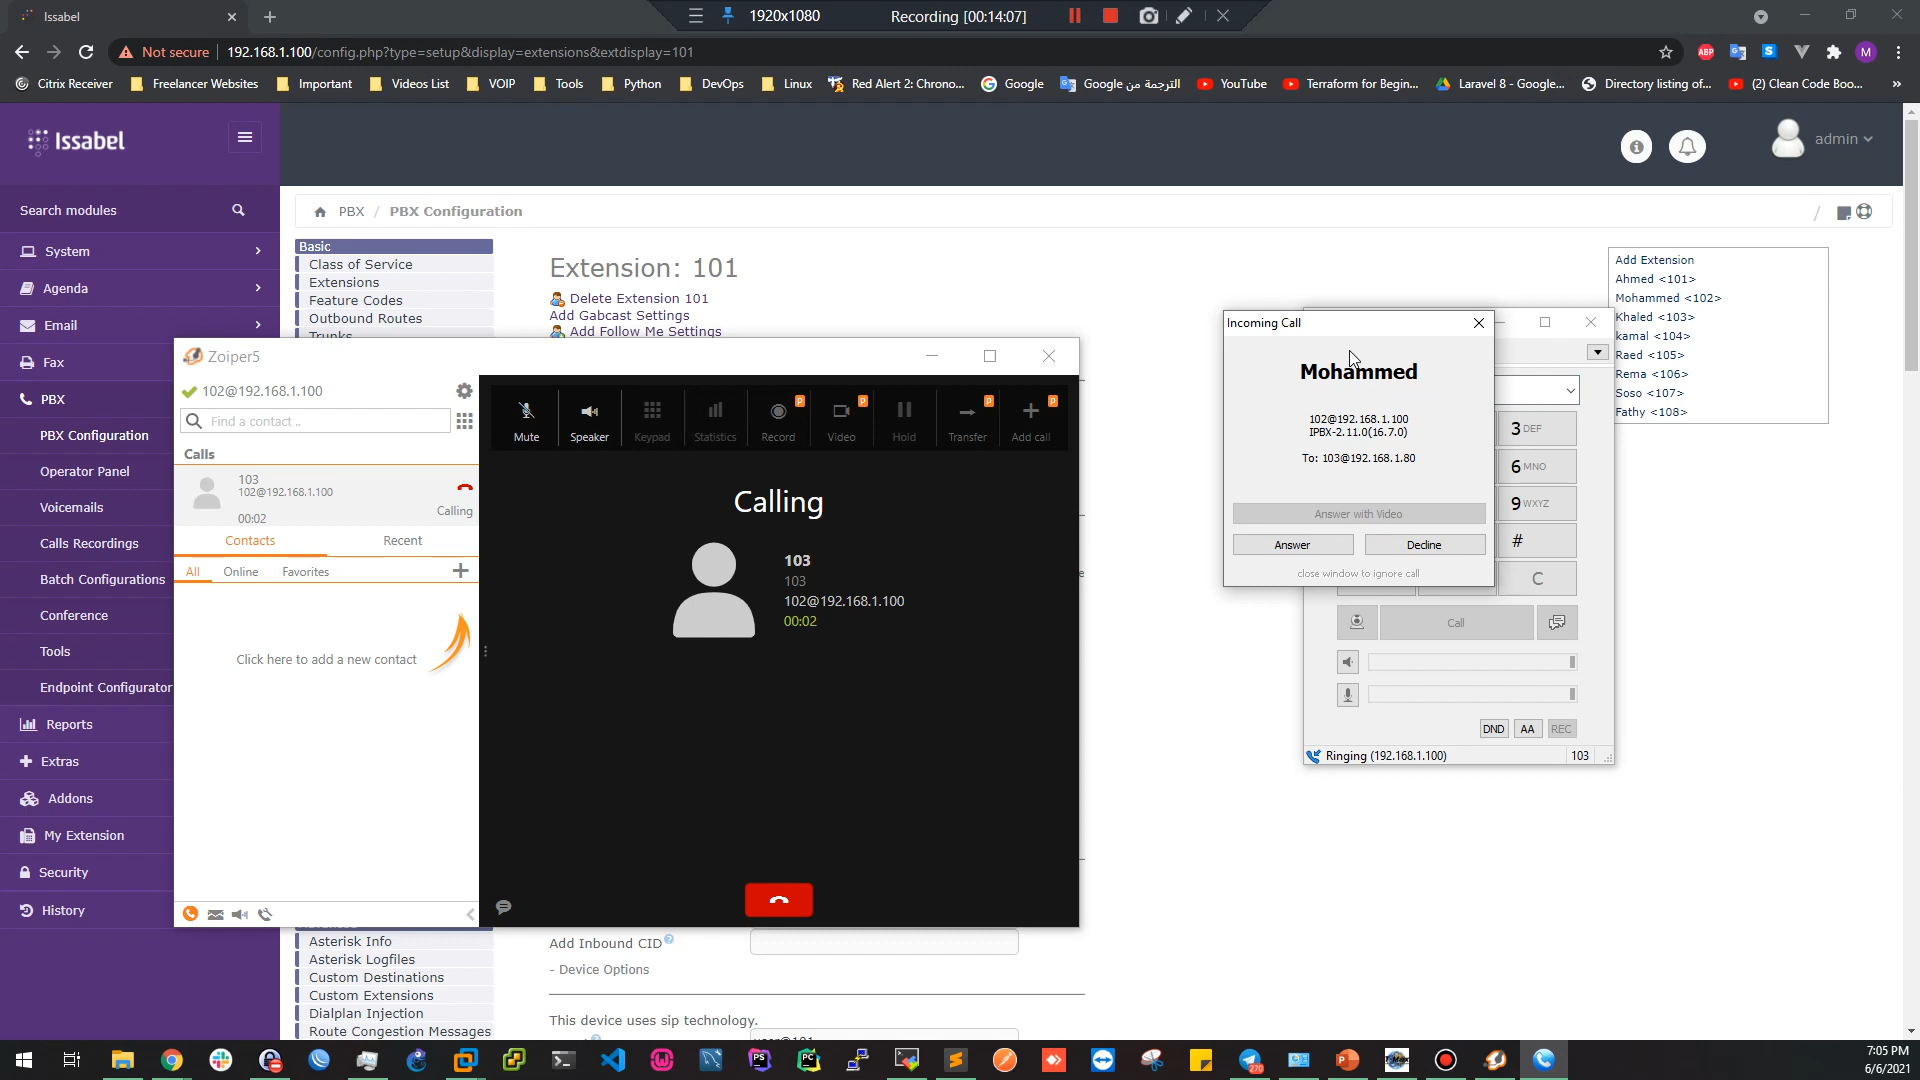 Issabel
1920x1080
Recording [00:14:07]
Not secure
192.168.1.100/config.php?type=setup&display=extensions&extdisplay=101
ABP
M
Citrix Receiver
Freelancer Websites
Important
Videos List
VOIP
Tools
Python
DevOps
Linux
Red Alert 2: Chrono...
Google
الترجمة من Google
YouTube
Terraform for Begin...
Laravel 8 - Google...
Directory listing of...
(2) Clean Code Boo...
»
Issabel
admin
Search modules
System
Agenda
Email
Fax
PBX
PBX Configuration
Operator Panel
Voicemails
Calls Recordings
Batch Configurations
Conference
Tools
Endpoint Configurator
Reports
Extras
Addons
My Extension
Security
History
PBX / PBX Configuration
/
Basic
Class of Service
Extensions
Feature Codes
Outbound Routes
Trunks
Extension: 101
Delete Extension 101
Add Gabcast Settings
Add Follow Me Settings
Add Extension
Ahmed <101>
Mohammed <102>
Khaled <103>
kamal <104>
Raed <105>
Rema <106>
Soso <107>
Fathy <108>
Zoiper5
102@192.168.1.100
Find a contact ..
Calls
103
102@192.168.1.100
00:02
Calling
Contacts
Recent
All
Online
Favorites
Click here to add a new contact
Mute
Speaker
Keypad
Statistics
Record
Video
Hold
Transfer
Add call
P
P
P
P
Calling
103
103
102@192.168.1.100
00:02
Incoming Call
Mohammed
102@192.168.1.100
IPBX-2.11.0(16.7.0)
To: 103@192.168.1.80
Answer with Video
Answer
Decline
close window to ignore call
3 DEF
6 MNO
9 WXYZ
#
C
Call
DND
AA
REC
Ringing (192.168.1.100)
103
Asterisk Info
Asterisk Logfiles
Custom Destinations
Custom Extensions
Dialplan Injection
Route Congestion Messages
Add Inbound CID
- Device Options
This device uses sip technology.
PS
PC
270
7:05 PM
6/6/2021